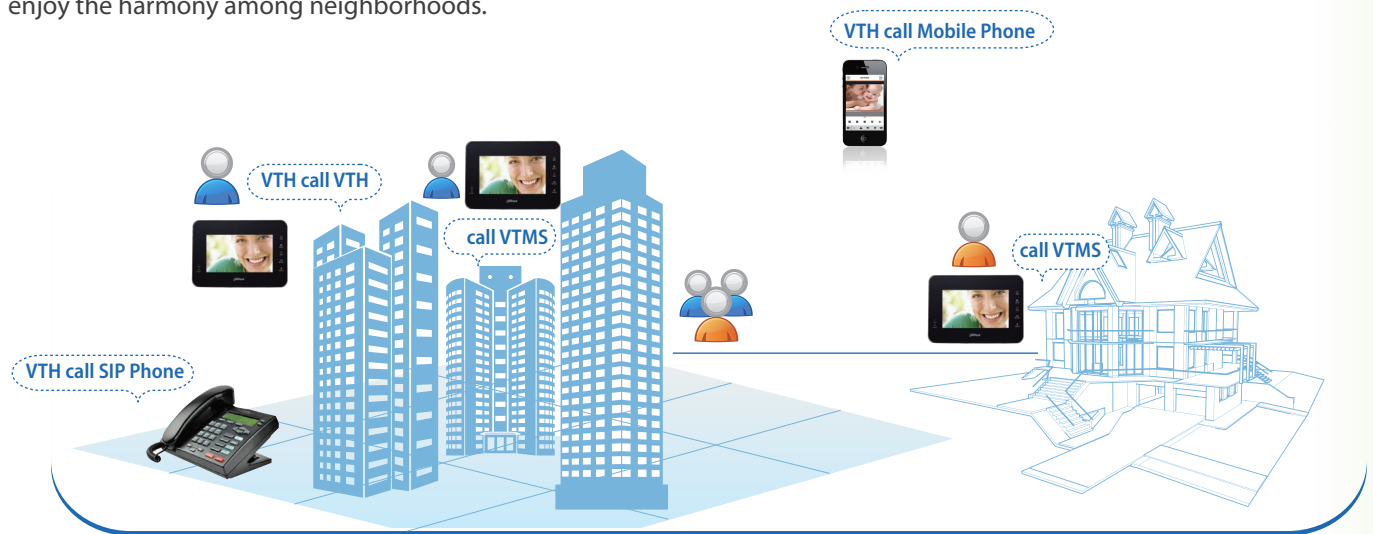 enjoy the harmony among neighborhoods.
VTH call Mobile Phone
VTH call VTH
call VTMS
call VTMS
VTH call SIP Phone